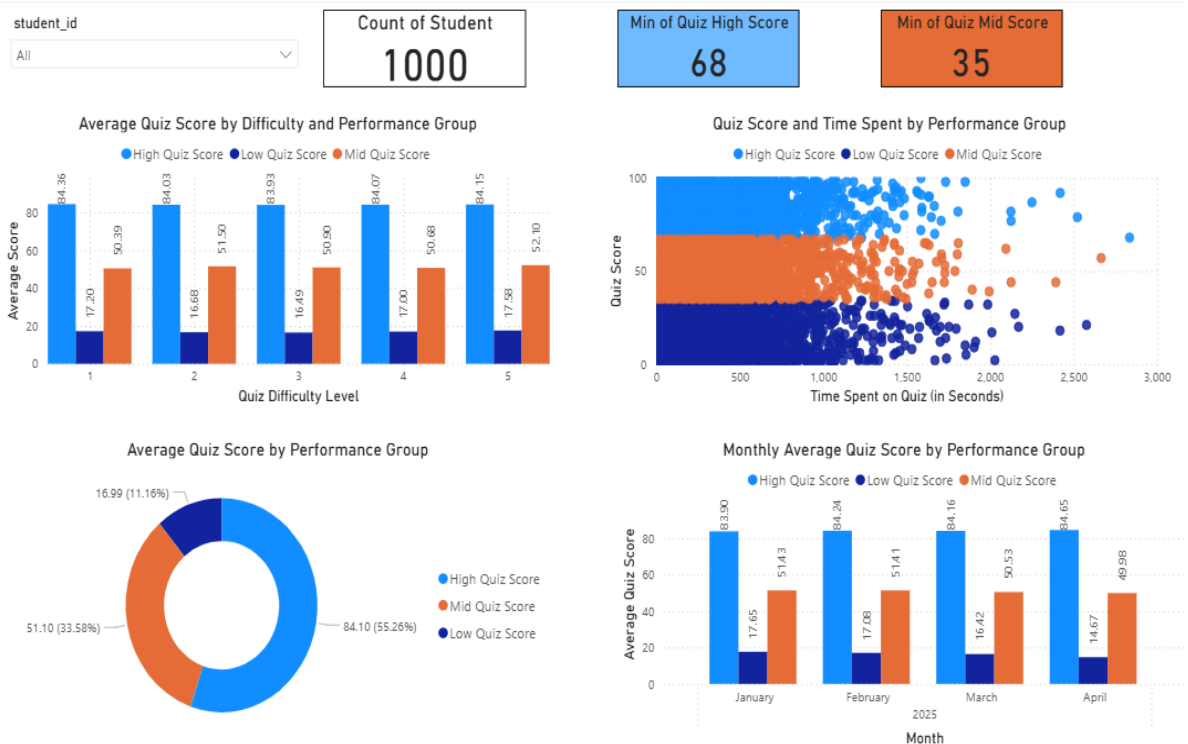 student_id
All
Count of Student
1000
Min of Quiz High Score
68
Min of Quiz Mid Score
35
Average Quiz Score by Difficulty and Performance Group
High Quiz Score Low Quiz Score Mid Quiz Score
Average Score
80
60
40
20
0
84.36
17.20
50.39
84.03
16.68
51.50
83.93
16.49
50.90
84.07
17.00
50.68
84.15
17.58
52.10
1 2 3 4 5
Quiz Difficulty Level
Quiz Score and Time Spent by Performance Group
High Quiz Score Low Quiz Score Mid Quiz Score
Quiz Score
100
50
0
0 500 1,000 1,500 2,000 2,500 3,000
Time Spent on Quiz (in Seconds)
Average Quiz Score by Performance Group
16.99 (11.16%)
51.10 (33.58%)
84.10 (55.26%)
High Quiz Score
Mid Quiz Score
Low Quiz Score
Monthly Average Quiz Score by Performance Group
High Quiz Score Low Quiz Score Mid Quiz Score
Average Quiz Score
80
60
40
20
0
83.90
17.65
51.43
84.24
17.08
51.41
84.16
16.42
50.53
84.65
14.67
49.98
January February March April
2025
Month